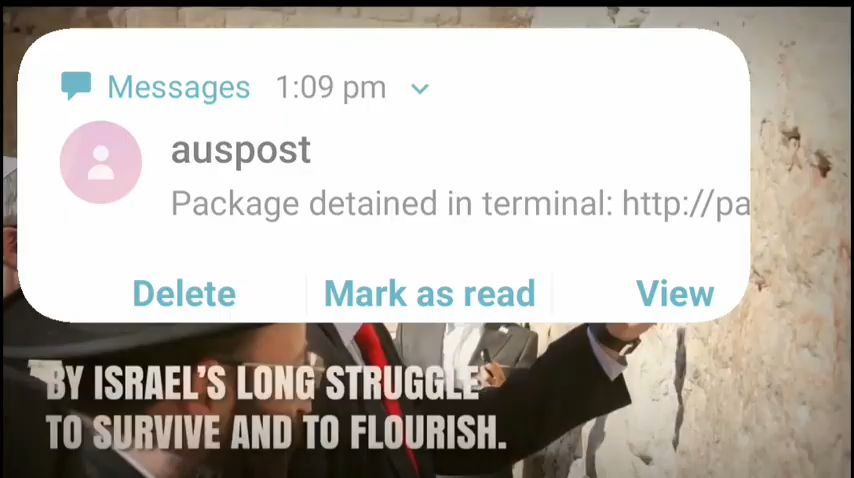 Messages 1:09 pm
auspost
Package detained in terminal: http://pa
Delete Mark as read View
BY ISRAEL'S LONG STRUGGLE
TO SURVIVE AND TO FLOURISH.